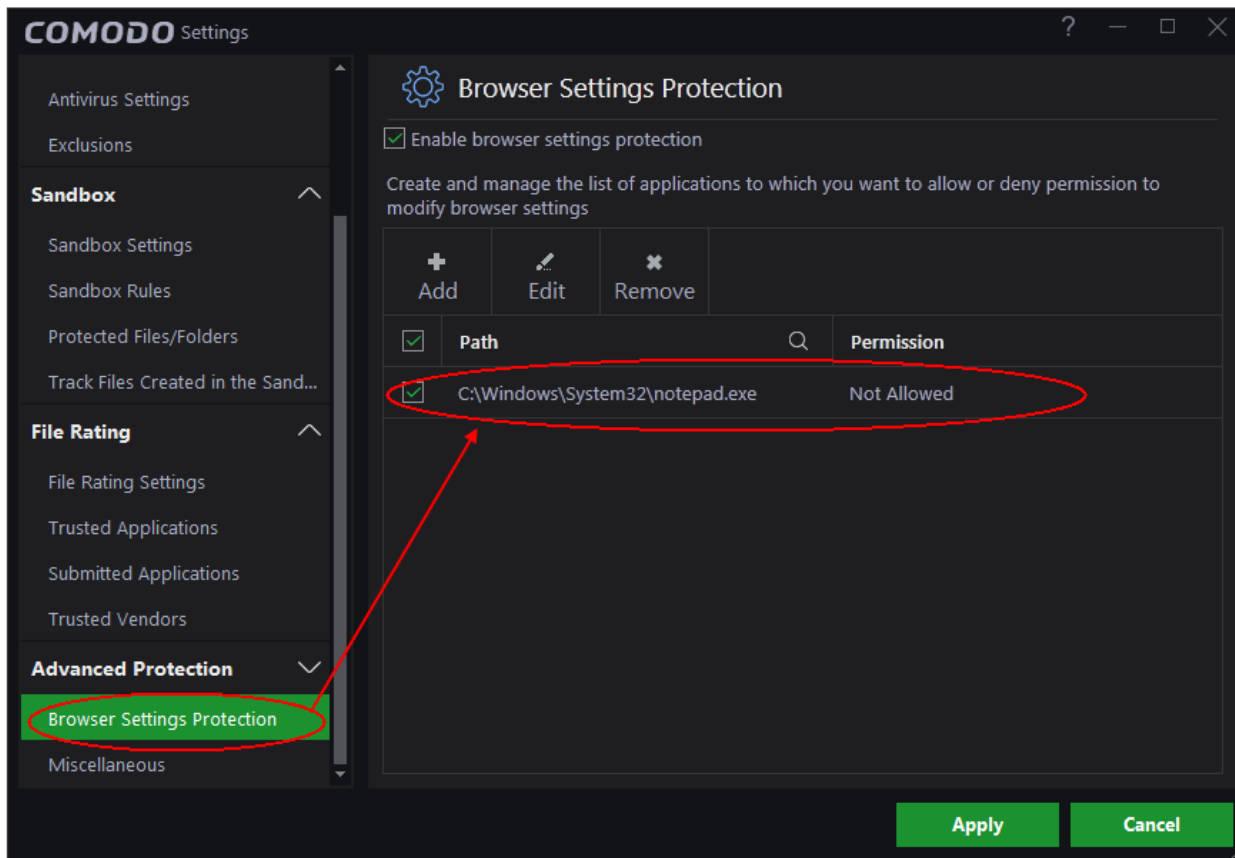 COMODO Settings
?
Antivirus Settings
Exclusions
Sandbox
Sandbox Settings
Sandbox Rules
Protected Files/Folders
Track Files Created in the Sand...
File Rating
File Rating Settings
Trusted Applications
Submitted Applications
Trusted Vendors
Advanced Protection
Browser Settings Protection
Miscellaneous
Browser Settings Protection
Enable browser settings protection
Create and manage the list of applications to which you want to allow or deny permission to
modify browser settings
Add Edit Remove
Path Permission
C:\Windows\System32\notepad.exe Not Allowed
Apply Cancel